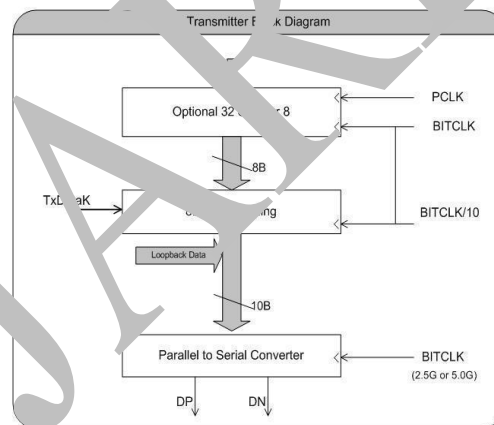 Transmitter Diagram
Optional 32 8
PCLK
BITCLK
8B
BITCLK/10
Loopback Data
10B
Parallel to Serial Converter
BITCLK
(2.5G or 5.0G)
DP
DN